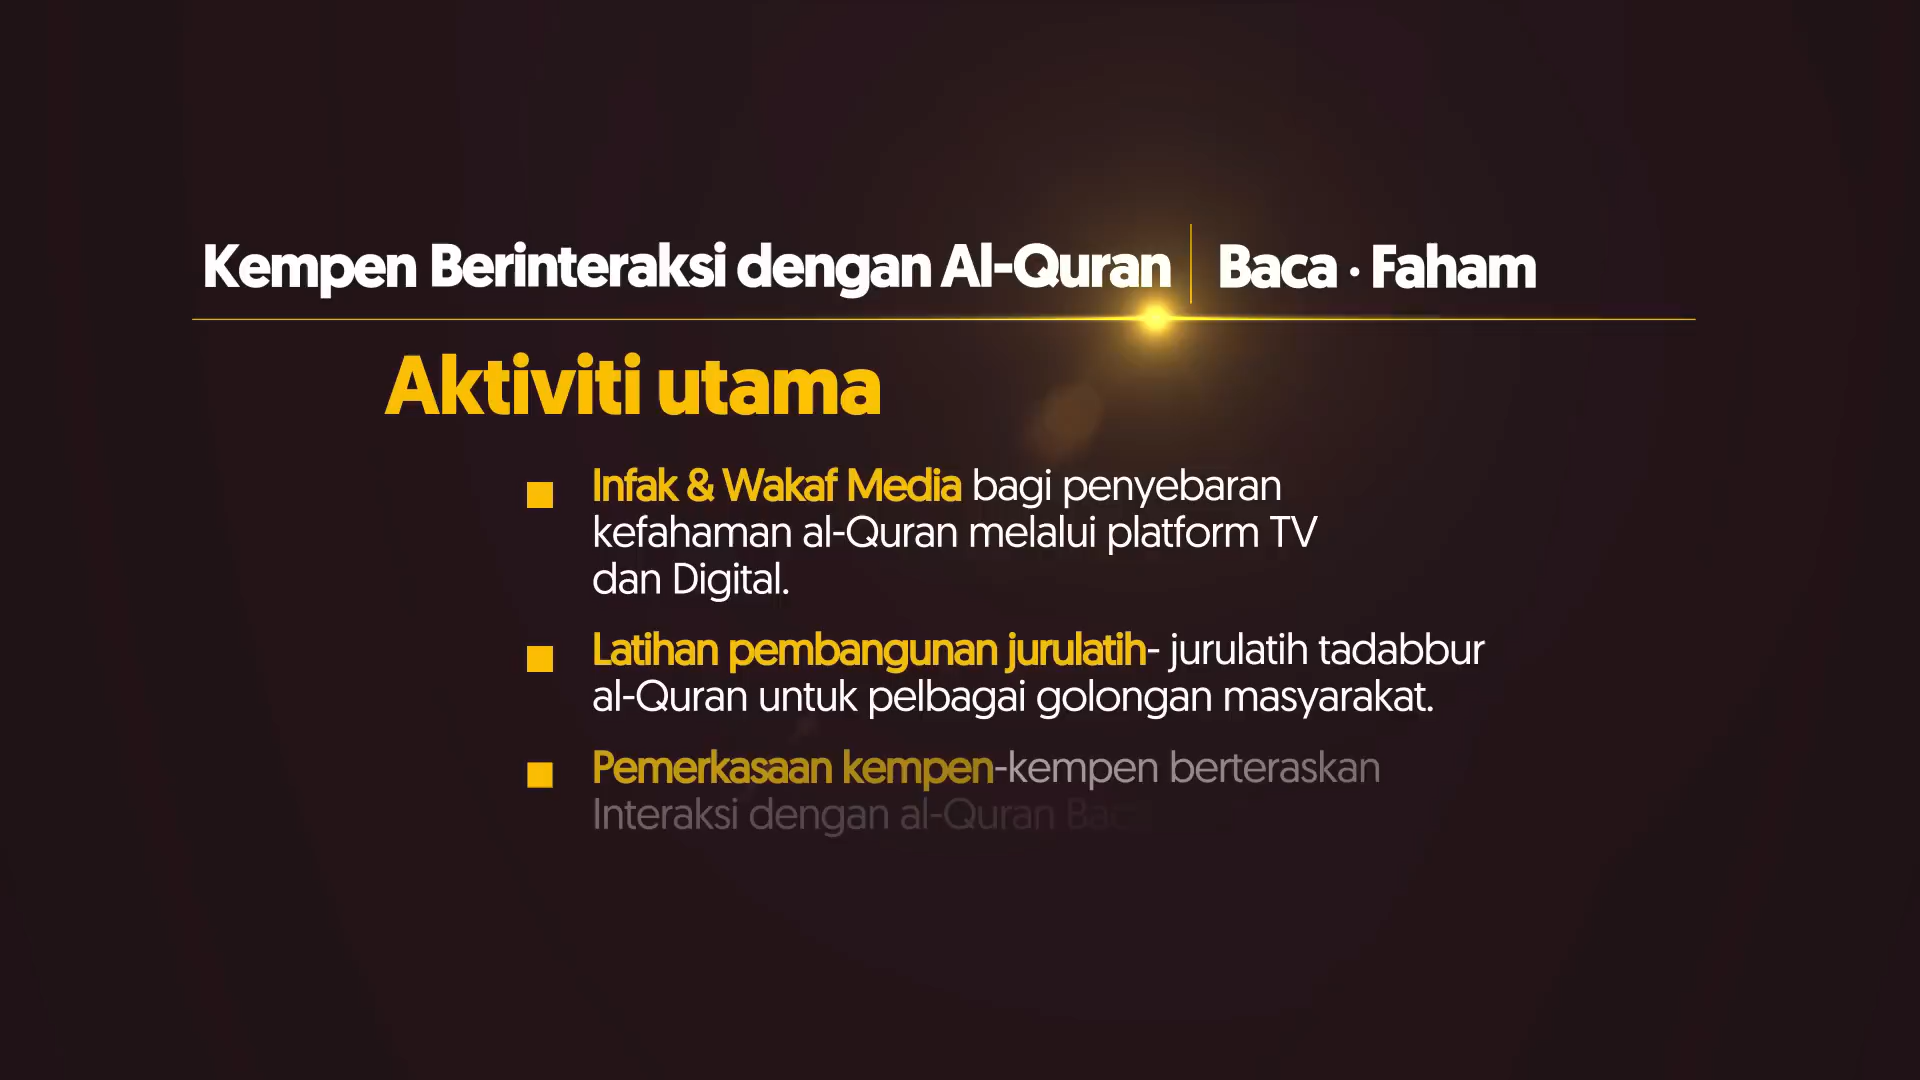 Kempen Berinteraksi dengan Al-Quran Baca · Faham
Aktiviti utama
Infak & Wakaf Media bagi penyebaran
kefahaman al-Quran melalui platform TV
dan Digital.
Latihan pembangunan jurulatih- jurulatih tadabbur
al-Quran untuk pelbagai golongan masyarakat.
Pemerkasaan kempen-kempen berteraskan
Interaksi dengan al-Quran